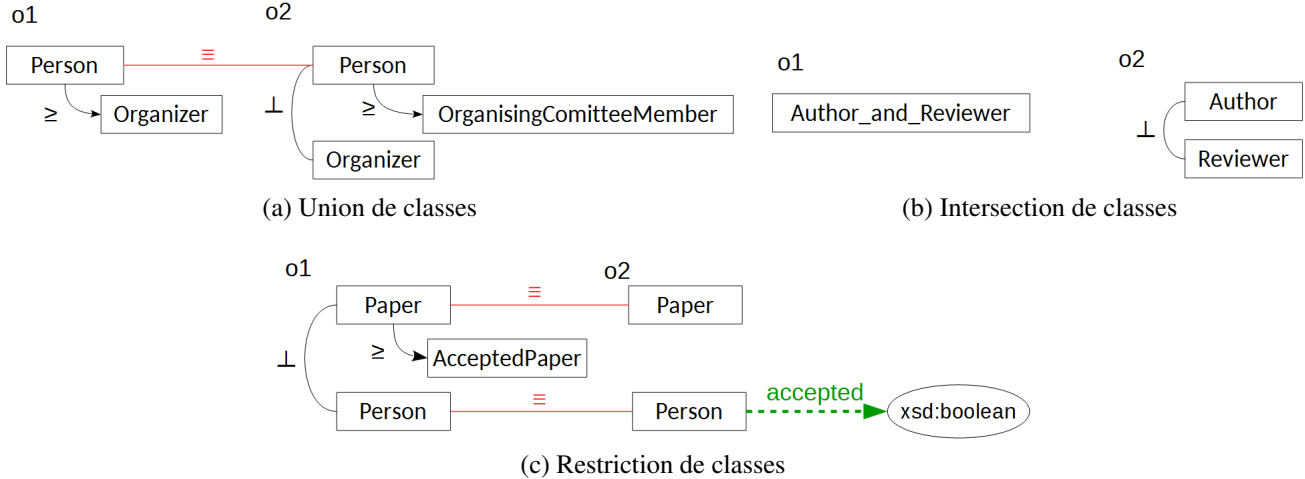 o1
o2
Person
≡
Person
≥
Organizer
⊥
≥
OrganisingComitteeMember
Organizer
(a) Union de classes
o1
o2
Author_and_Reviewer
Author
⊥
Reviewer
(b) Intersection de classes
o1
o2
Paper
≡
Paper
⊥
≥
AcceptedPaper
Person
≡
Person
accepted
xsd:boolean
(c) Restriction de classes